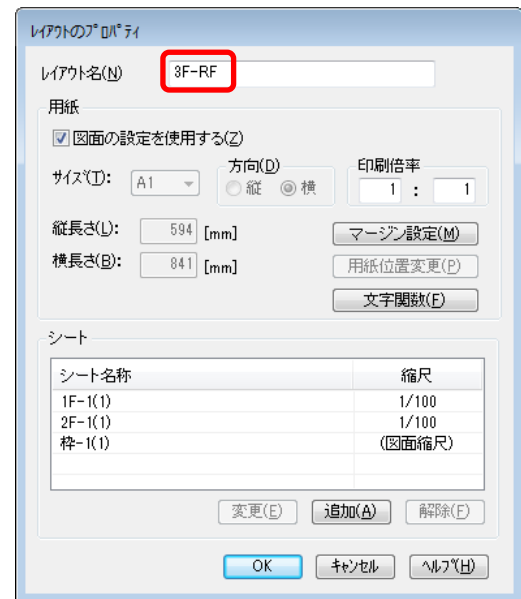 ﾚｲｱｳﾄのﾌﾟﾛﾊﾟﾃｨ
ﾚｲｱｳﾄ名(N) 3F-RF
用紙
図面の設定を使用する(Z)
ｻｲｽﾞ(T): A1 方向(D) 縦 横 印刷倍率 1 : 1
縦長さ(L): 594 [mm] マージン設定(M)
横長さ(B): 841 [mm] 用紙位置変更(P)
文字関数(F)
シート
シート名称 縮尺
1F-1(1) 1/100
2F-1(1) 1/100
枠-1(1) (図面縮尺)
変更(E) 追加(A) 解除(F)
OK ｷｬﾝｾﾙ ﾍﾙﾌﾟ(H)